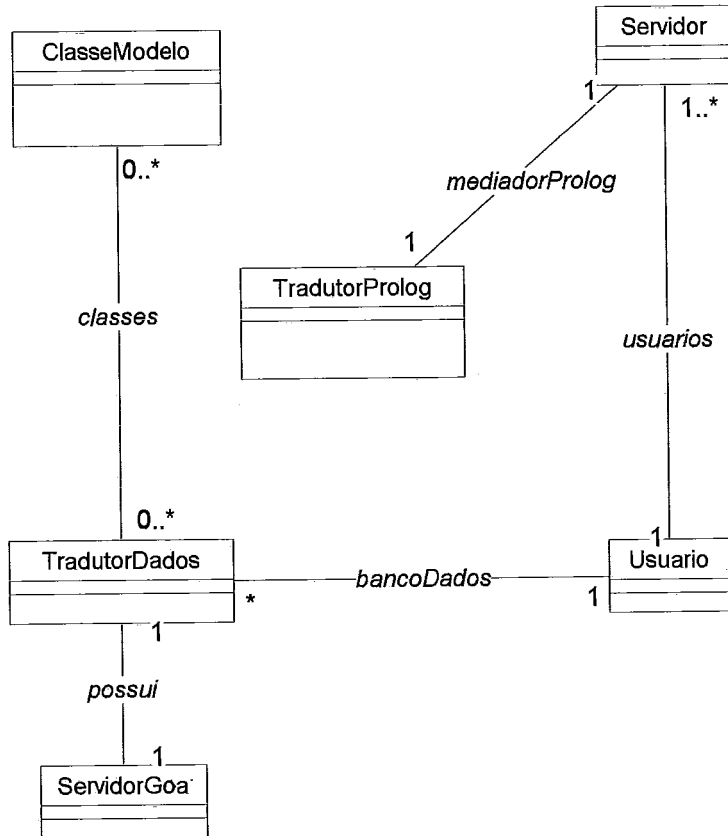 Servidor
ClasseModelo
1
1..*
0..*
mediadorProlog
1
TradutorProlog
classes
usuarios
0..*
1
TradutorDados
Usuario
bancoDados
*
1
1
possui
1
ServidorGoa